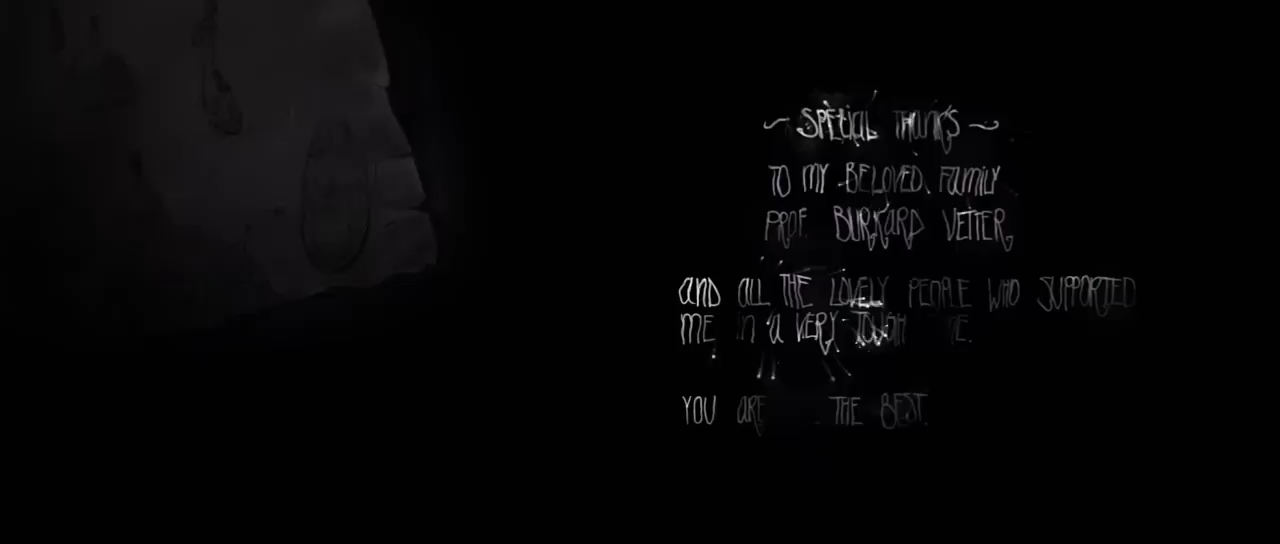 ~ SPECIAL THANKS ~
TO MY BELOVED FAMILY
PROF. BURKARD VETTER
AND ALL THE LOVELY PEOPLE WHO SUPPORTED
ME IN A VERY TOUGH
YOU ARE THE BEST.